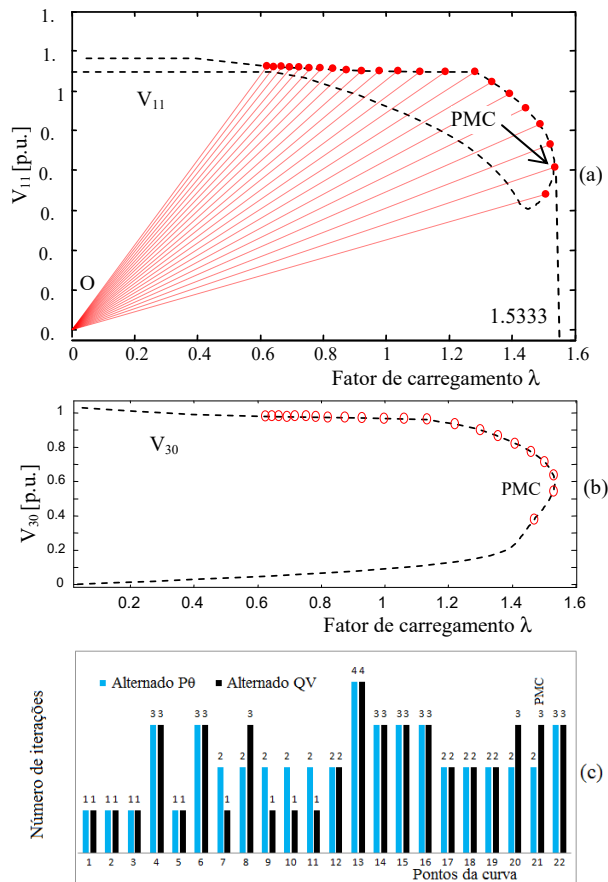 1.
1
0.
0.
0.
0.
0.
1.
V₁₁ [p.u.]
V₁₁
PMC
O
1.5333
(a)
0 0.2 0.4 0.6 0.8 1 1.2 1.4 1.6
Fator de carregamento λ
1
0.8
0.6
0.4
0.2
0
V₃₀ [p.u.]
V₃₀
PMC
(b)
0.2 0.4 0.6 0.8 1 1.2 1.4 1.6
Fator de carregamento λ
Número de iterações
Alternado Pθ Alternado QV
PMC
1 1 1 1 1 1 3 3 1 1 3 3 2 1 2 3 2 1 2 1 2 1 2 2 4 4 3 3 3 3 3 3 2 2 2 2 2 2 2 3 2 3 3 3
(c)
1 2 3 4 5 6 7 8 9 10 11 12 13 14 15 16 17 18 19 20 21 22
Pontos da curva